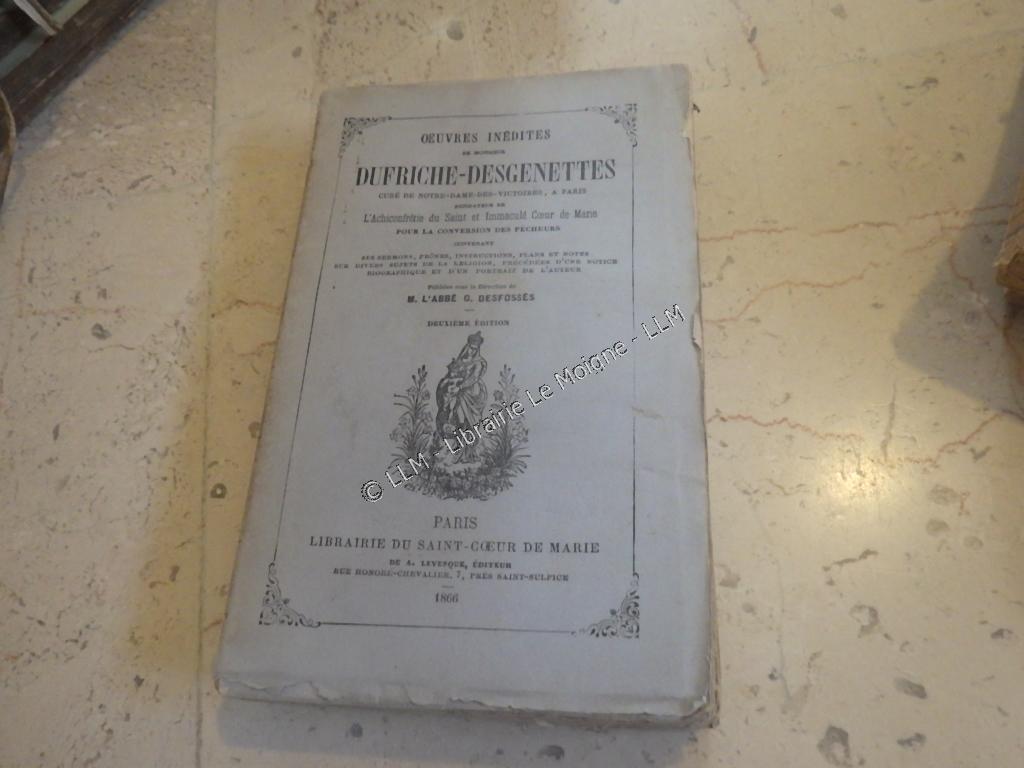 OEUVRES INÉDITES
DE MONSIEUR
DUFRICHE-DESGENETTES
CURÉ DE NOTRE-DAME-DES-VICTOIRES, A PARIS
FONDATEUR DE
L'Achiconfrérie du Saint et Immaculé Cœur de Marie
POUR LA CONVERSION DES PÉCHEURS
CONTENANT
SES SERMONS, PRÔNES, INSTRUCTIONS, PLANS ET NOTES
SUR DIVERS SUJETS DE LA RELIGION, PRÉCÉDÉES D'UNE NOTICE
BIOGRAPHIQUE ET D'UN PORTRAIT DE L'AUTEUR
Publiées sous la Direction de
M. L'ABBÉ G. DESFOSSÉS
DEUXIÈME ÉDITION
© LLM - Librairie Le Moigne - LLM
PARIS
LIBRAIRIE DU SAINT-CŒUR DE MARIE
DE A. LEVESQUE, ÉDITEUR
RUE HONORÉ-CHEVALIER, 7, PRÈS SAINT-SULPICE
1866